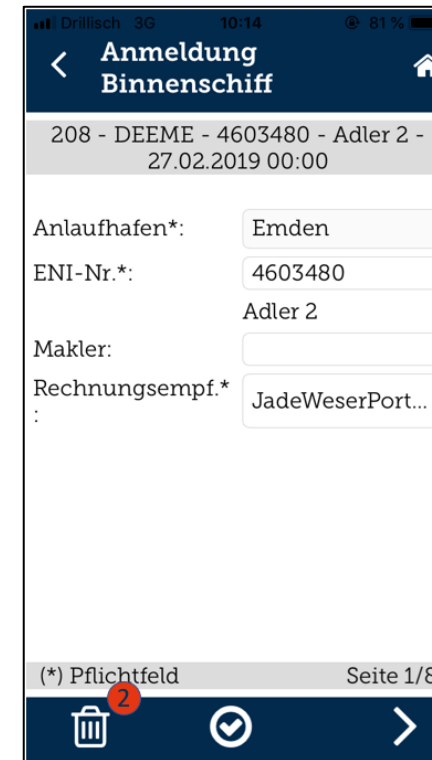 Drillisch 3G 10:14 81 %
Anmeldung
Binnenschiff
208 - DEEME - 4603480 - Adler 2 -
27.02.2019 00:00
Anlaufhafen*: Emden
ENI-Nr.*: 4603480
Adler 2
Makler:
Rechnungsempf.*
: JadeWeserPort...
(*) Pflichtfeld Seite 1/8
2